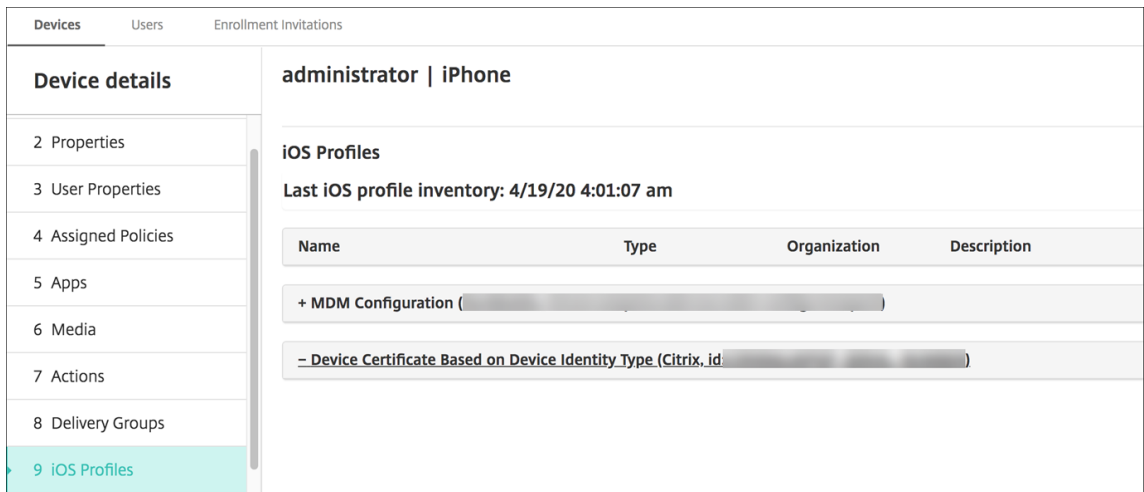 Devices Users Enrollment Invitations
Device details
2 Properties
3 User Properties
4 Assigned Policies
5 Apps
6 Media
7 Actions
8 Delivery Groups
9 iOS Profiles
administrator | iPhone
iOS Profiles
Last iOS profile inventory: 4/19/20 4:01:07 am
Name Type Organization Description
+ MDM Configuration ( )
– Device Certificate Based on Device Identity Type (Citrix, id: )